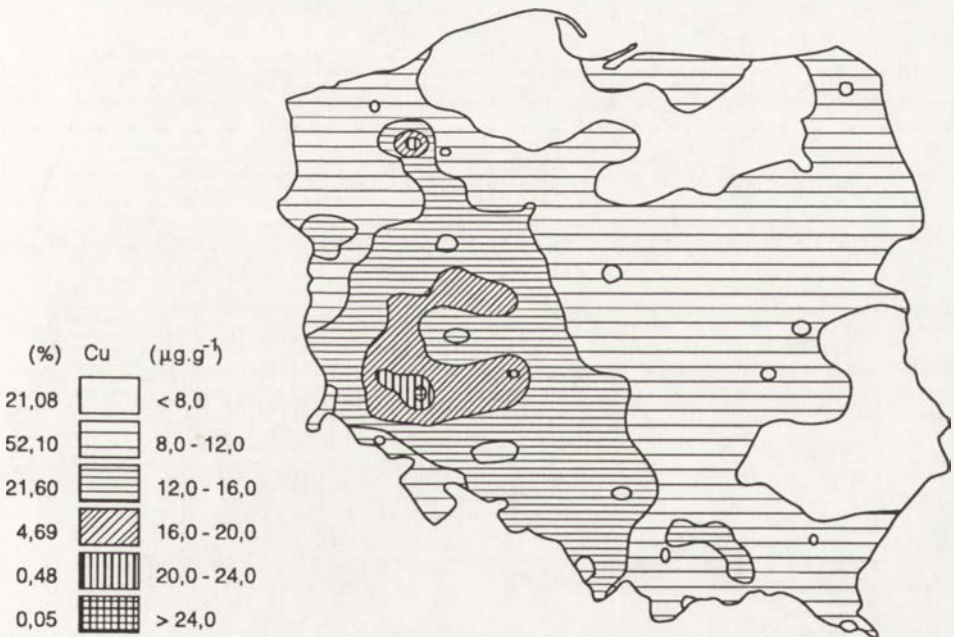 (%) Cu (µg.g⁻¹)
21,08 < 8,0
52,10 8,0 - 12,0
21,60 12,0 - 16,0
4,69 16,0 - 20,0
0,48 20,0 - 24,0
0,05 > 24,0